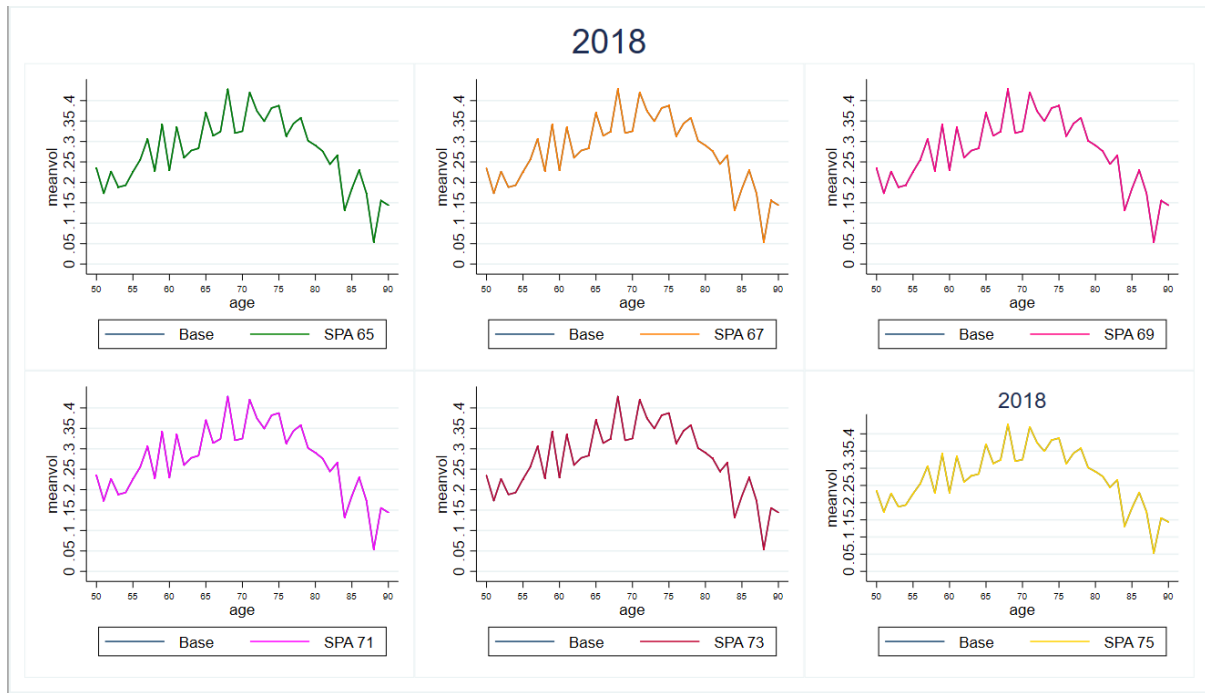 2018
meanvol
0 .05 .1 .15 .2 .25 .3 .35 .4
50 55 60 65 70 75 80 85 90
age
Base SPA 65
meanvol
0 .05 .1 .15 .2 .25 .3 .35 .4
50 55 60 65 70 75 80 85 90
age
Base SPA 67
meanvol
0 .05 .1 .15 .2 .25 .3 .35 .4
50 55 60 65 70 75 80 85 90
age
Base SPA 69
meanvol
0 .05 .1 .15 .2 .25 .3 .35 .4
50 55 60 65 70 75 80 85 90
age
Base SPA 71
meanvol
0 .05 .1 .15 .2 .25 .3 .35 .4
50 55 60 65 70 75 80 85 90
age
Base SPA 73
2018
meanvol
0 .05 .1 .15 .2 .25 .3 .35 .4
50 55 60 65 70 75 80 85 90
age
Base SPA 75